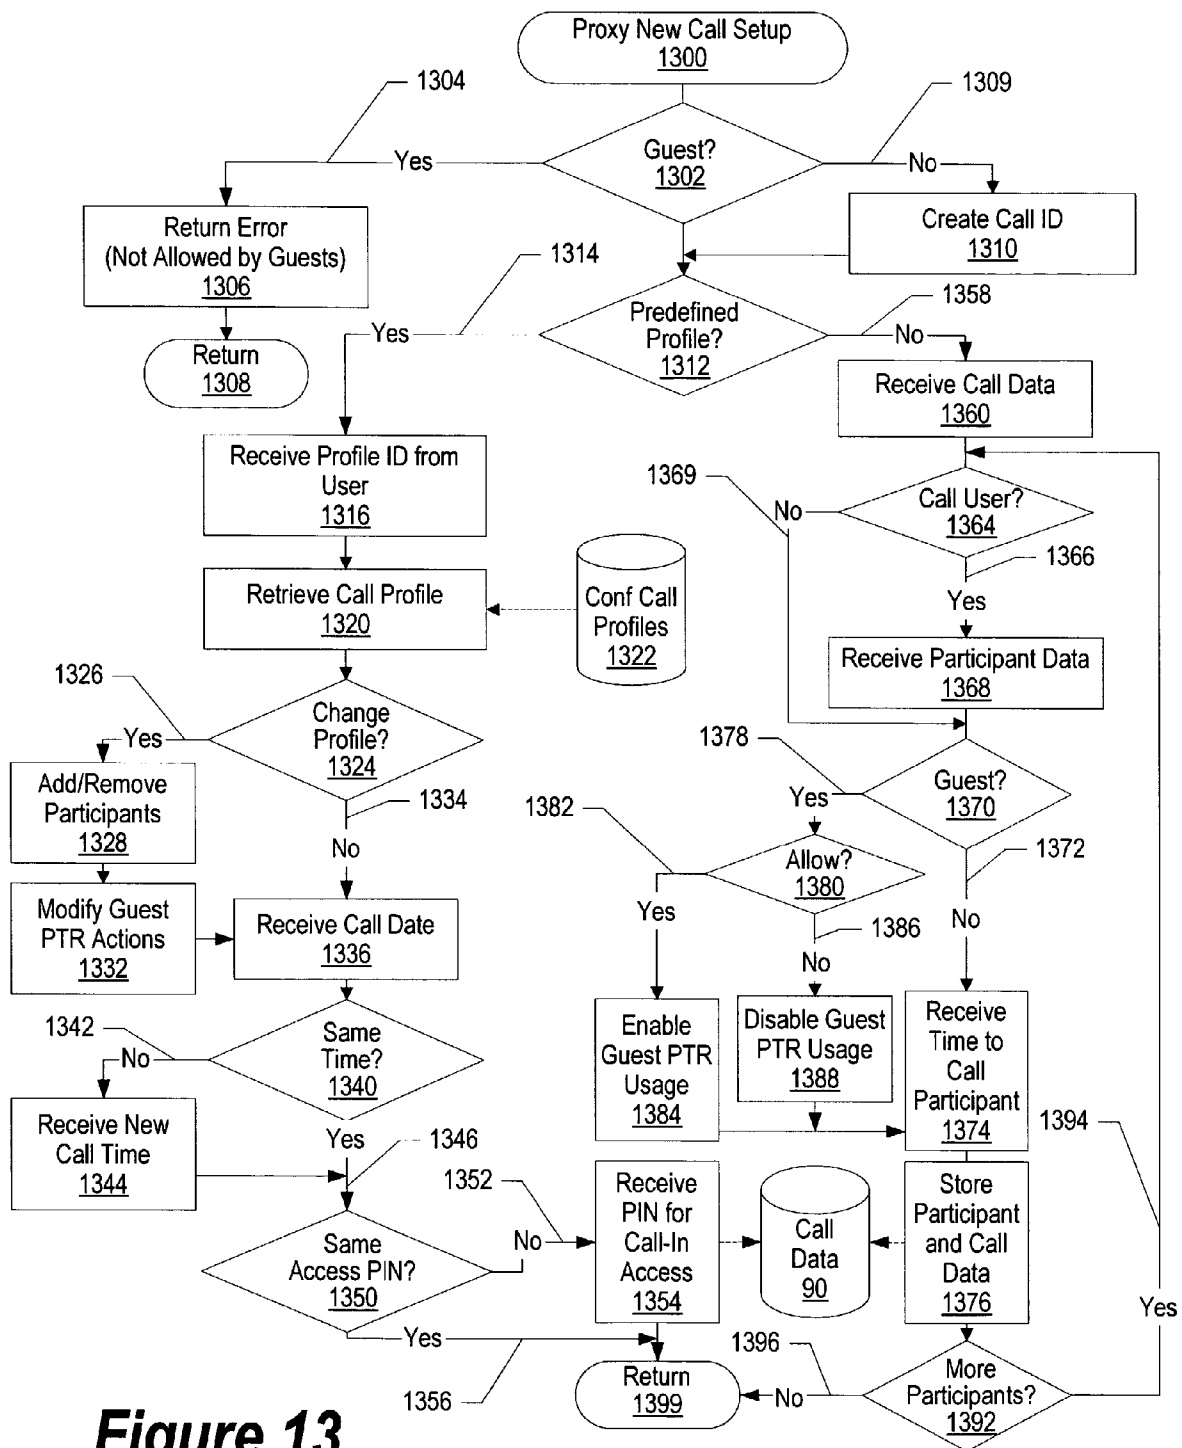 Proxy New Call Setup
1300
1304
1309
Guest?
1302
Yes
No
Return Error
(Not Allowed by Guests)
1306
Create Call ID
1310
1314
1358
Return
1308
Yes
Predefined
Profile?
1312
No
Receive Call Data
1360
Receive Profile ID from
User
1316
1369
No
Call User?
1364
1366
Yes
Retrieve Call Profile
1320
Conf Call
Profiles
1322
Receive Participant Data
1368
1326
Yes
Change
Profile?
1324
1334
No
1378
Guest?
1370
Yes
1372
No
Add/Remove
Participants
1328
1382
Allow?
1380
Yes
1386
No
Modify Guest
PTR Actions
1332
Receive Call Date
1336
1342
No
Same
Time?
1340
Enable
Guest PTR
Usage
1384
Disable Guest
PTR Usage
1388
Receive
Time to
Call
Participant
1374
1394
Receive New
Call Time
1344
Yes
1346
1352
No
Same
Access PIN?
1350
Receive
PIN for
Call-In
Access
1354
Call
Data
90
Store
Participant
and Call
Data
1376
Yes
Yes
1356
Return
1399
1396
No
More
Participants?
1392
Figure 13